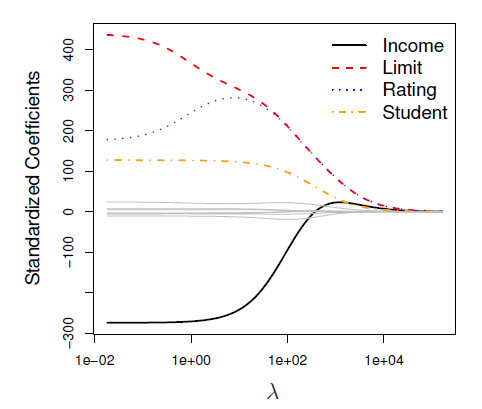 Standardized Coefficients
400
300
200
100
0
−100
−300
Income
Limit
Rating
Student
1e−02 1e+00 1e+02 1e+04
λ